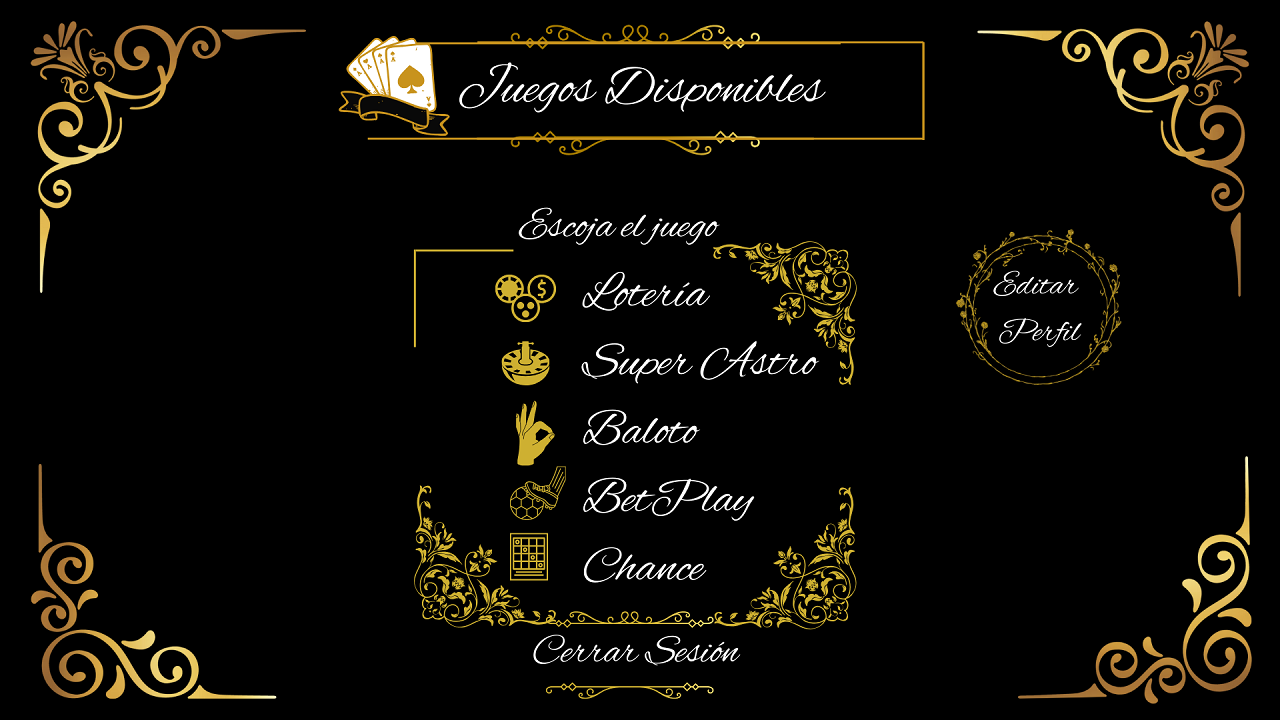 Juegos Disponibles
Escoja el juego
Lotería
Super Astro
Baloto
BetPlay
Chance
Cerrar Sesión
Editar
Perfil